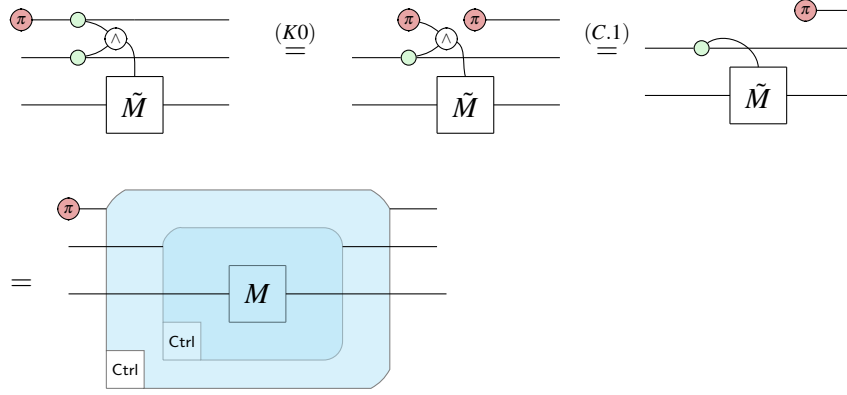 π ∧ M̃ (K0) = π π ∧ M̃ (C.1) = π M̃
= π M Ctrl Ctrl